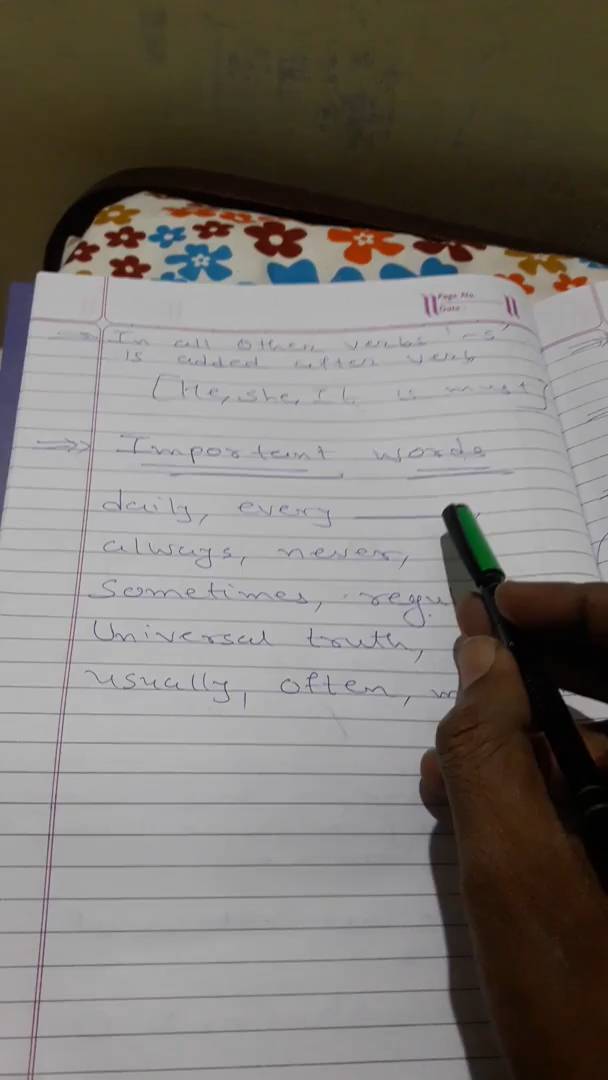 Page No.
Date
⇒ In all other verbs '-s'
is added after verb
[He, she, it is must]
⇒ Important words
daily, every ———,
always, never,
Sometimes,
Universal truth,
usually, often,